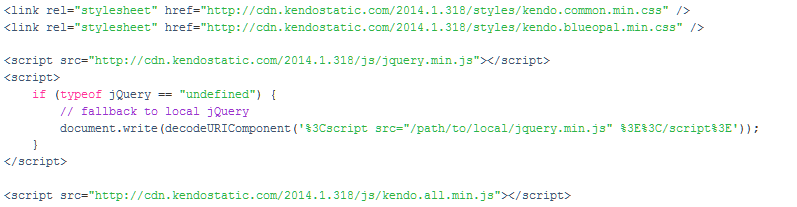 <link rel="stylesheet" href="http://cdn.kendostatic.com/2014.1.318/styles/kendo.common.min.css" />
<link rel="stylesheet" href="http://cdn.kendostatic.com/2014.1.318/styles/kendo.blueopal.min.css" />
<script src="http://cdn.kendostatic.com/2014.1.318/js/jquery.min.js"></script>
<script>
    if (typeof jQuery == "undefined") {
        // fallback to local jQuery
        document.write(decodeURIComponent('%3Cscript src="/path/to/local/jquery.min.js" %3E%3C/script%3E'));
    }
</script>
<script src="http://cdn.kendostatic.com/2014.1.318/js/kendo.all.min.js"></script>